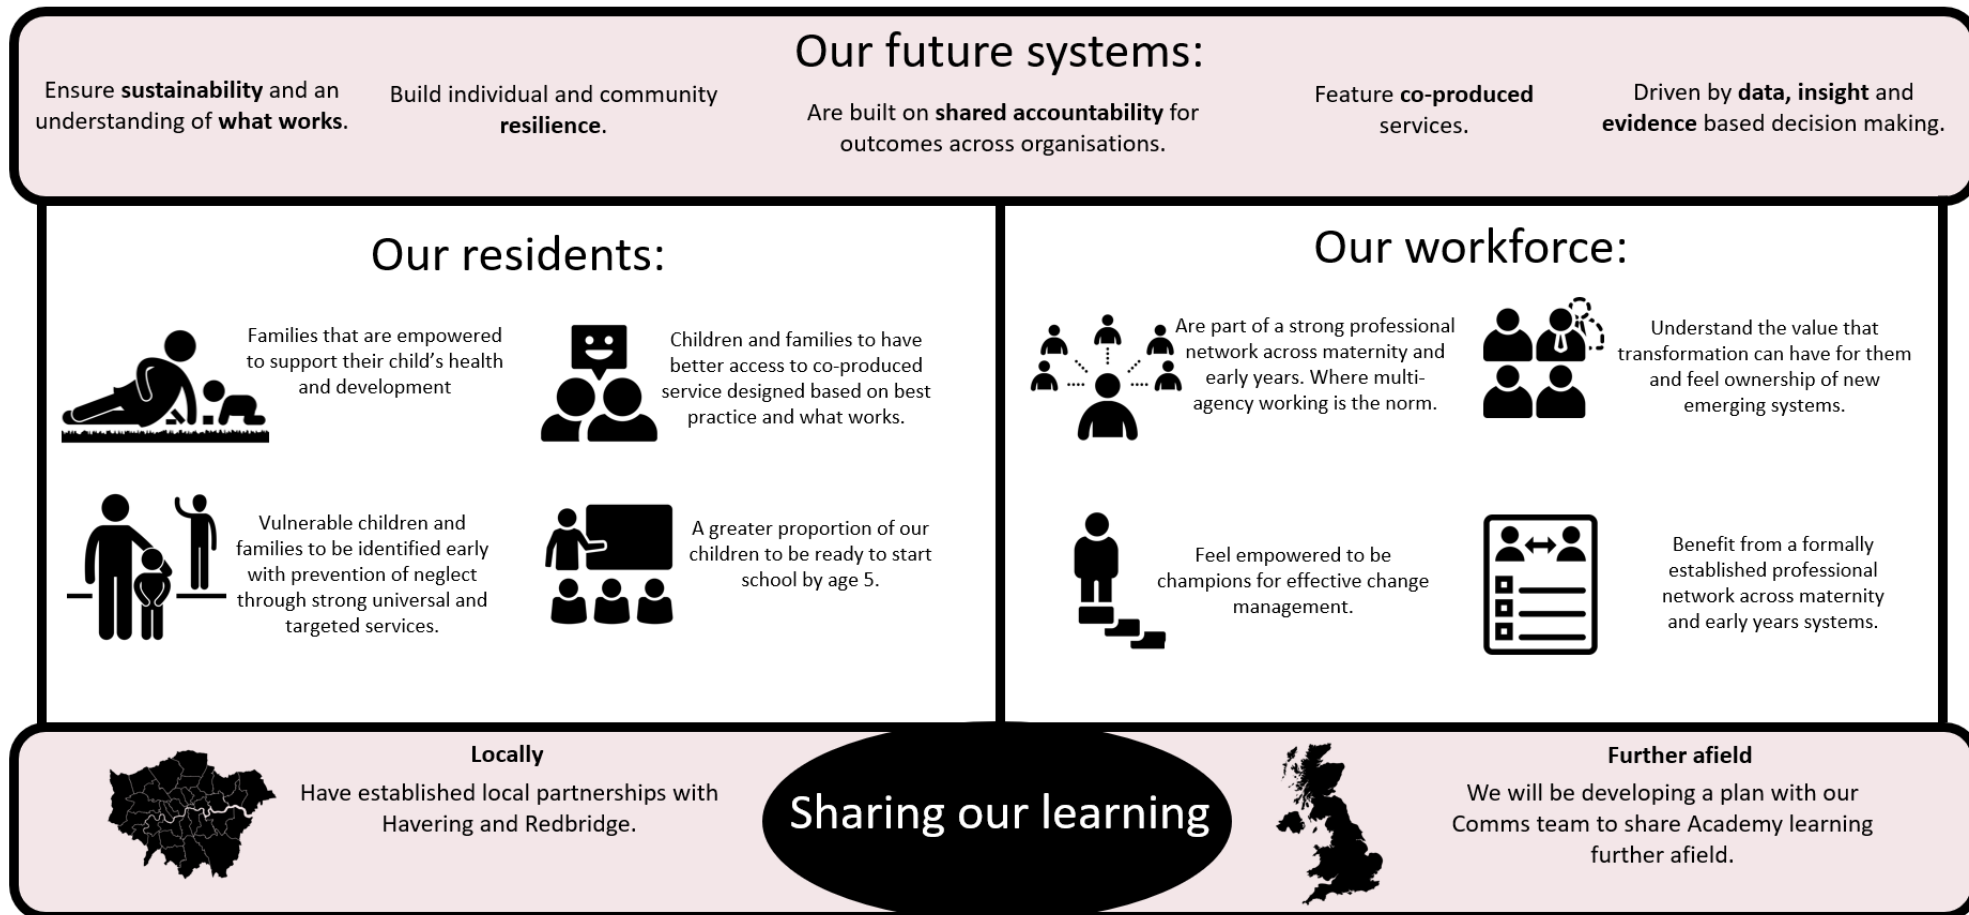 Our future systems:
Ensure sustainability and an
understanding of what works.
Build individual and community
resilience.
Are built on shared accountability for
outcomes across organisations.
Feature co-produced
services.
Driven by data, insight and
evidence based decision making.
Our residents:
Families that are empowered
to support their child's health
and development
Children and families to have
better access to co-produced
service designed based on best
practice and what works.
Vulnerable children and
families to be identified early
with prevention of neglect
through strong universal and
targeted services.
A greater proportion of our
children to be ready to start
school by age 5.
Our workforce:
Are part of a strong professional
network across maternity and
early years. Where multi-
agency working is the norm.
Understand the value that
transformation can have for them
and feel ownership of new
emerging systems.
Feel empowered to be
champions for effective change
management.
Benefit from a formally
established professional
network across maternity
and early years systems.
Locally
Have established local partnerships with
Havering and Redbridge.
Sharing our learning
Further afield
We will be developing a plan with our
Comms team to share Academy learning
further afield.